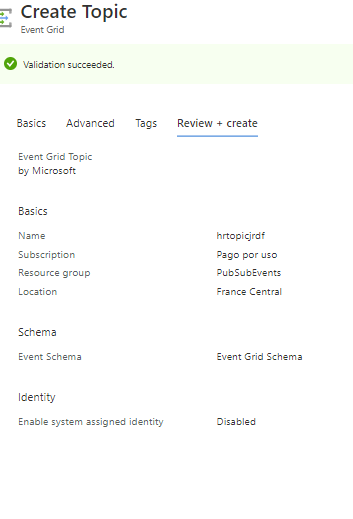 Create Topic
Event Grid
Validation succeeded.
Basics Advanced Tags Review + create
Event Grid Topic
by Microsoft
Basics
Name hrtopicjrdf
Subscription Pago por uso
Resource group PubSubEvents
Location France Central
Schema
Event Schema Event Grid Schema
Identity
Enable system assigned identity Disabled